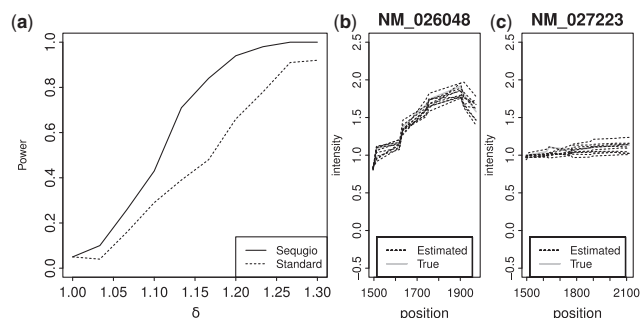 (a)
Power
1.0
0.8
0.6
0.4
0.2
0.0
Sequgio
Standard
1.00 1.05 1.10 1.15 1.20 1.25 1.30
δ
(b) NM_026048
intensity
2.5
2.0
1.5
1.0
0.5
0.0
−0.5
Estimated
True
1500 1700 1900
position
(c) NM_027223
intensity
2.5
2.0
1.5
1.0
0.5
0.0
−0.5
Estimated
True
1500 1700 1900 2100
position